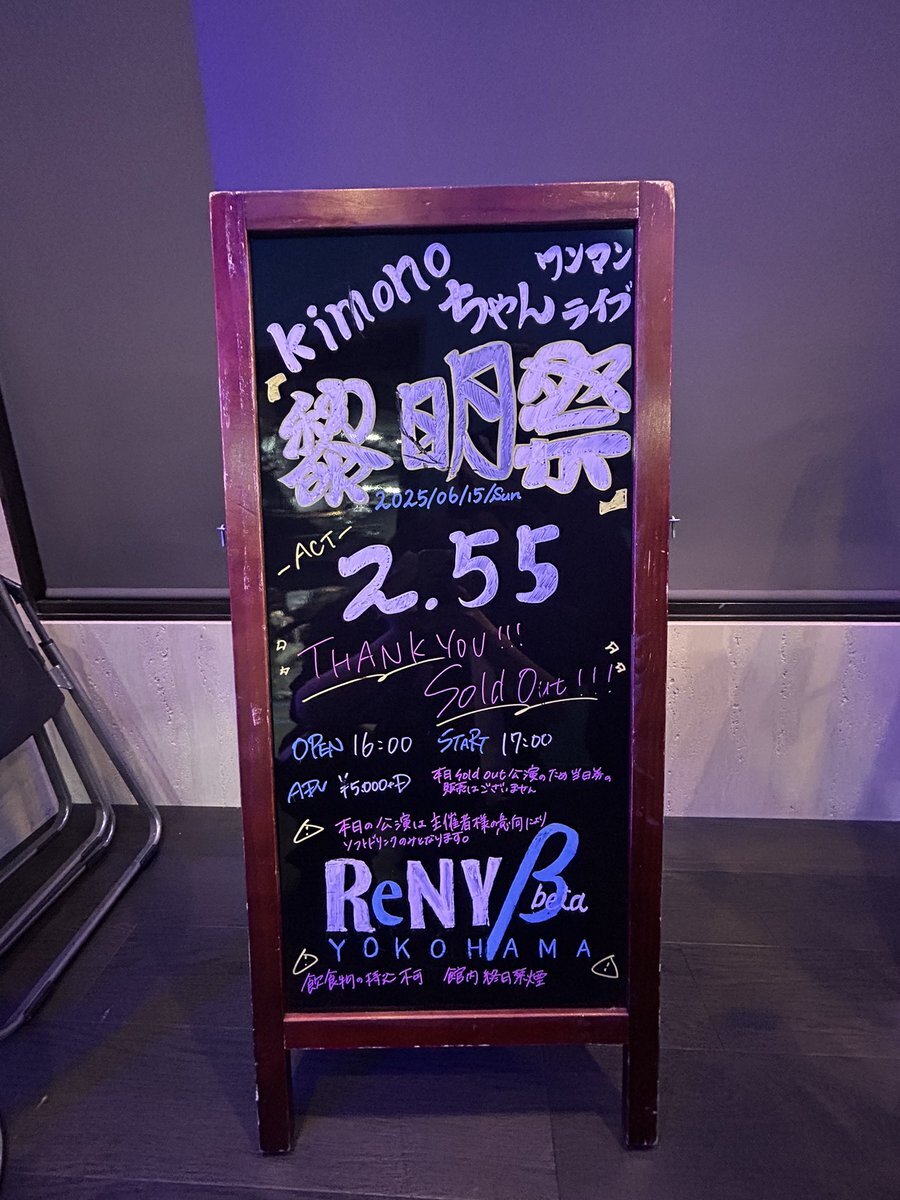 kimono ちゃん ワンマンライブ
「黎明祭」
2025/06/15/Sun
-ACT-
2.55
THANK YOU!!!
Sold Out!!!
OPEN 16:00 START 17:00
ADV ¥5,000+D 本日sold out公演のため当日券の
販売はございません
本日の公演は主催者様の意向により
ソフトドリンクのみとなります。
ReNY β beta
YOKOHAMA
飲食物の持込不可 館内終日禁煙